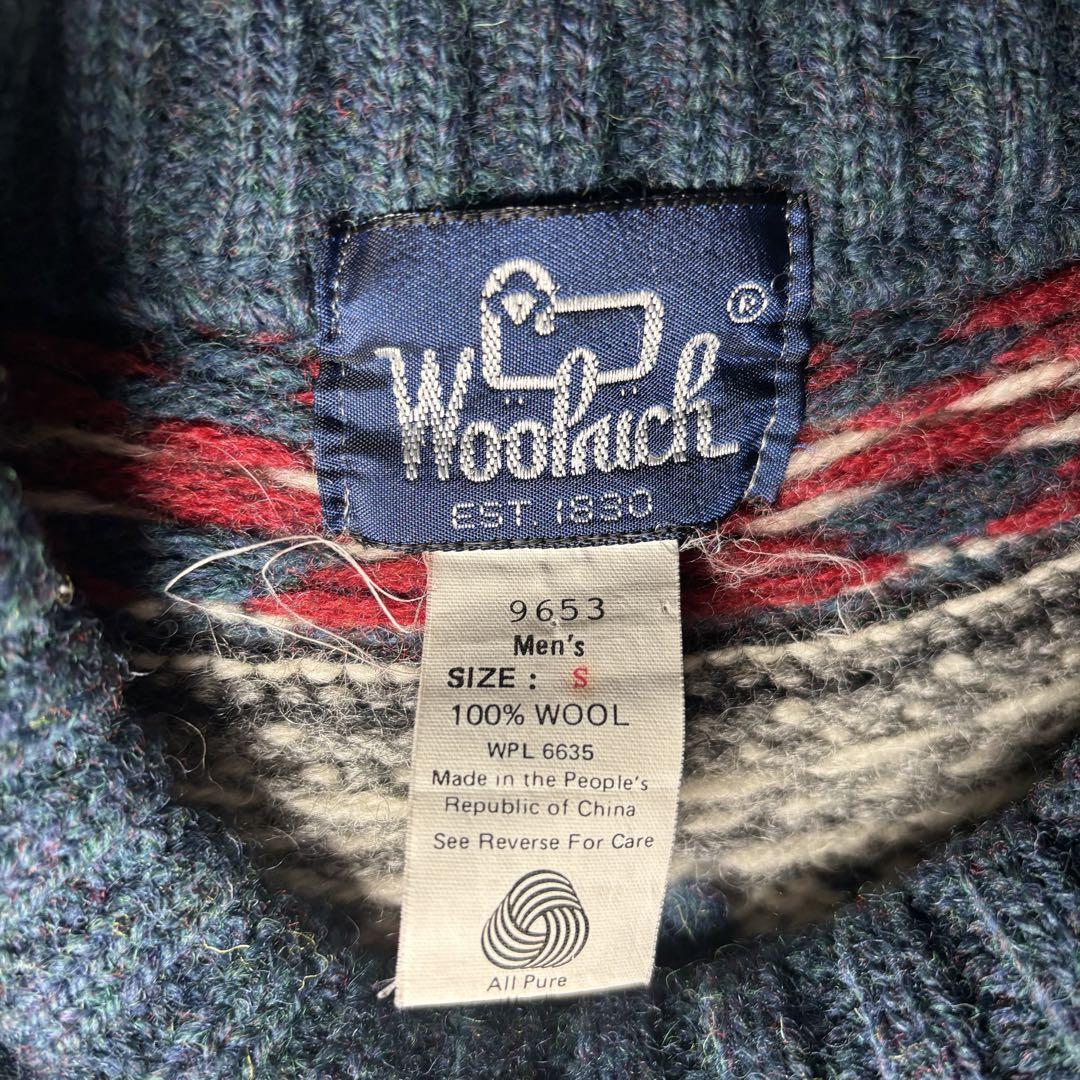 ®
Woolrich
EST. 1830
9653
Men's
SIZE : S
100% WOOL
WPL 6635
Made in the People's
Republic of China
See Reverse For Care
All Pure